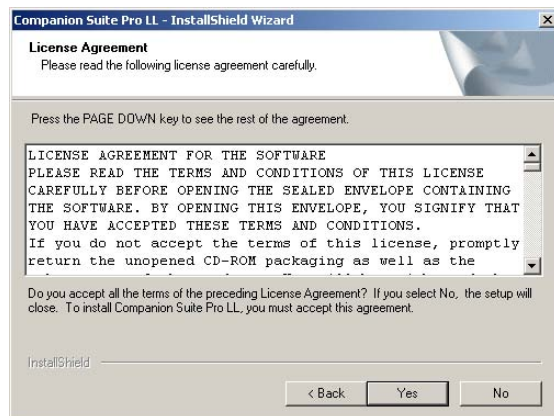 Companion Suite Pro LL - InstallShield Wizard
License Agreement
Please read the following license agreement carefully.
Press the PAGE DOWN key to see the rest of the agreement.
LICENSE AGREEMENT FOR THE SOFTWARE
PLEASE READ THE TERMS AND CONDITIONS OF THIS LICENSE
CAREFULLY BEFORE OPENING THE SEALED ENVELOPE CONTAINING
THE SOFTWARE. BY OPENING THIS ENVELOPE, YOU SIGNIFY THAT
YOU HAVE ACCEPTED THESE TERMS AND CONDITIONS.
If you do not accept the terms of this license, promptly
return the unopened CD-ROM packaging as well as the
Do you accept all the terms of the preceding License Agreement? If you select No, the setup will
close. To install Companion Suite Pro LL, you must accept this agreement.
InstallShield
< Back Yes No